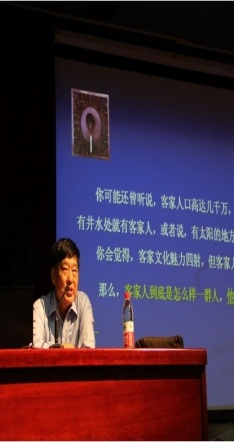 你可能还曾听说，客家人口高达几千万，
有井水处就有客家人，或者说，有太阳的地方
你会觉得，客家文化魅力四射，但客家人
那么，客家人到底是怎么样一群人，他